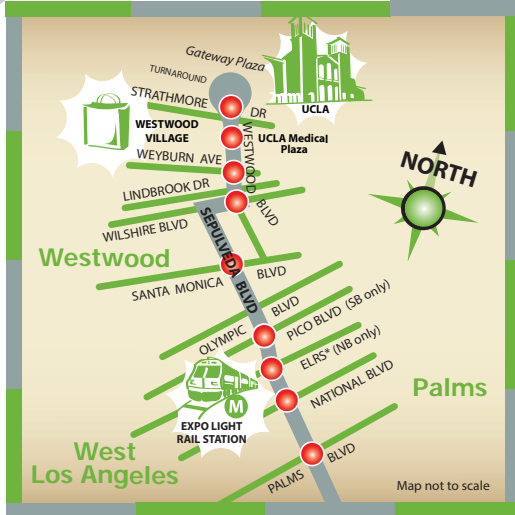 Gateway Plaza
TURNAROUND
UCLA
STRATHMORE DR
WESTWOOD
VILLAGE
UCLA Medical
Plaza
WESTWOOD BLVD
WEYBURN AVE
NORTH
LINDBROOK DR
WILSHIRE BLVD
SEPULVEDA BLVD
Westwood
SANTA MONICA BLVD
OLYMPIC BLVD
PICO BLVD (SB only)
ELRS* (NB only)
NATIONAL BLVD
M
EXPO LIGHT
RAIL STATION
Palms
West
Los Angeles
PALMS BLVD
Map not to scale